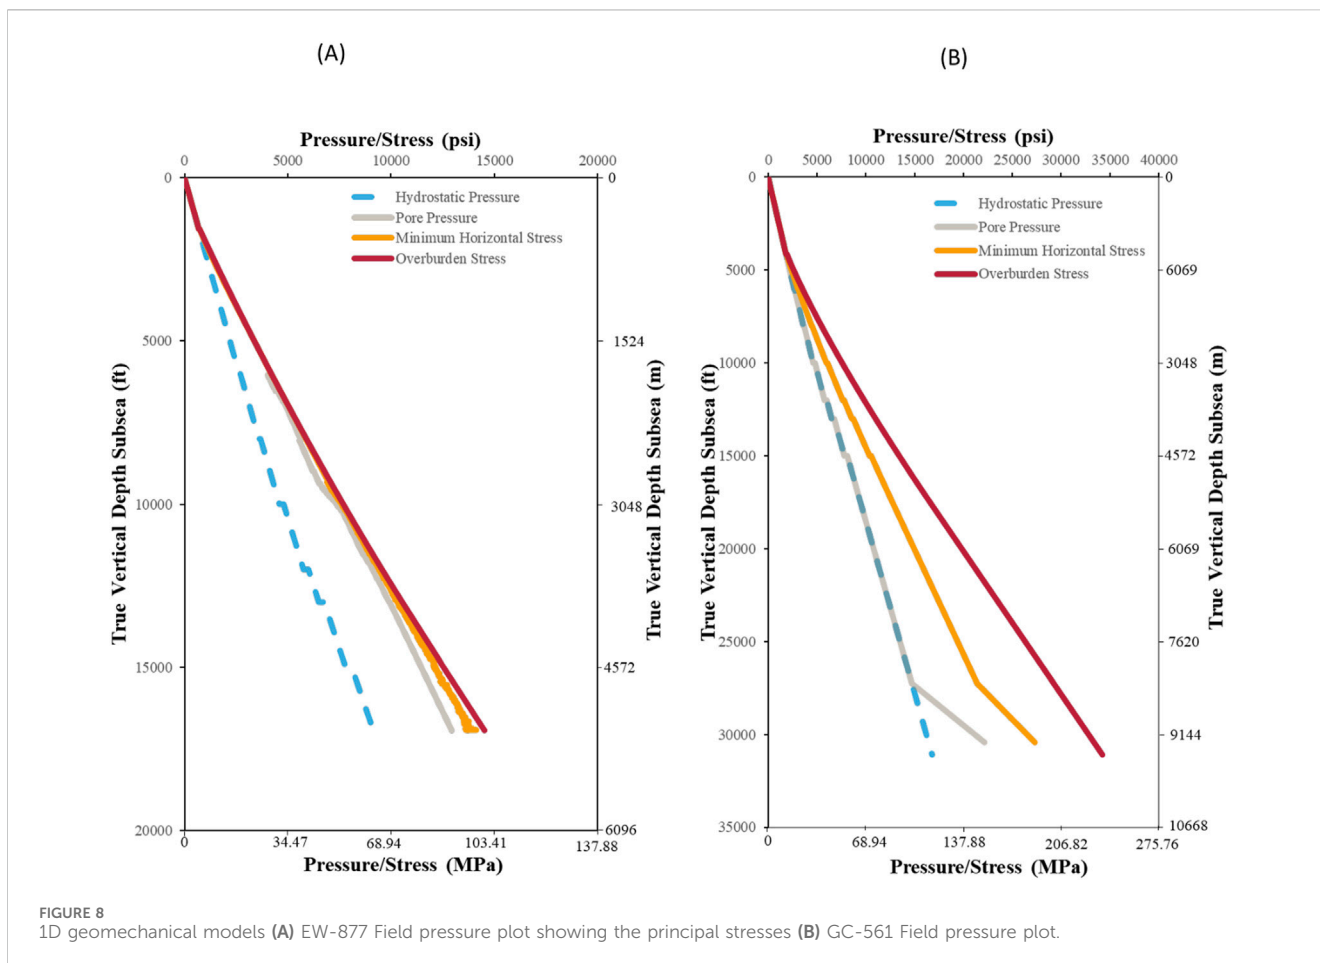 (A)
Pressure/Stress (psi)
0 5000 10000 15000 20000
Hydrostatic Pressure
Pore Pressure
Minimum Horizontal Stress
Overburden Stress
True Vertical Depth Subsea (ft)
0
5000
10000
15000
20000
True Vertical Depth Subsea (m)
0
1524
3048
4572
6096
0 34.47 68.94 103.41 137.88
Pressure/Stress (MPa)
(B)
Pressure/Stress (psi)
0 5000 10000 15000 20000 25000 30000 35000 40000
Hydrostatic Pressure
Pore Pressure
Minimum Horizontal Stress
Overburden Stress
True Vertical Depth Subsea (ft)
0
5000
10000
15000
20000
25000
30000
35000
True Vertical Depth Subsea (m)
0
6069
3048
4572
6069
7620
9144
10668
0 68.94 137.88 206.82 275.76
Pressure/Stress (MPa)
FIGURE 8
1D geomechanical models (A) EW-877 Field pressure plot showing the principal stresses (B) GC-561 Field pressure plot.